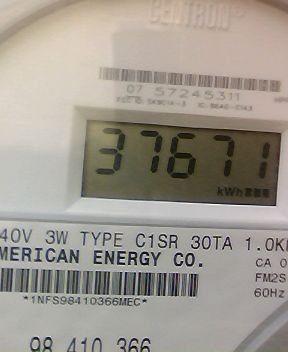 CENTRON®
07 57245311
37671
kWh
40V 3W TYPE C1SR 30TA 1.0K
MERICAN ENERGY CO.
CA 0
FM2S
60Hz
*1NFS98410366MEC*
98 410 366